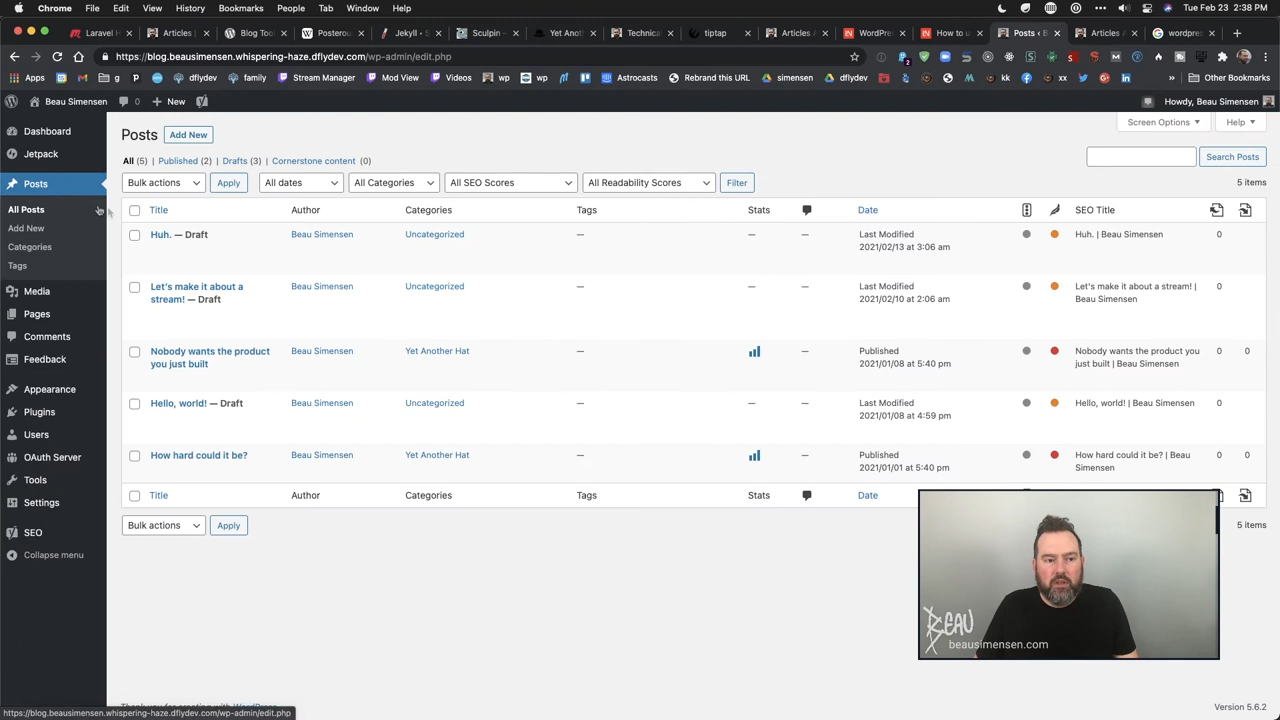 Chrome File Edit View History Bookmarks Profiles Tab Window Help Tue Feb 23 2:38 PM
Laravel H Articles | Blog Too Posterous Jekyll • S Sculpin – Yet Anoth Technica tiptap Articles / WordPres How to u Posts ‹ B Articles / wordpres
https://blog.beausimensen.whispering-haze.dflydev.com/wp-admin/edit.php
Apps personal dflydev family Stream Manager Mod View Videos wp wp Astrocasts Rebrand this URL simensen dflydev » Other Bookmarks
Beau Simensen 0 New Howdy, Beau Simensen
Screen Options Help
Dashboard
Jetpack
Posts
All Posts
Add New
Categories
Tags
Media
Pages
Comments
Feedback
Appearance
Plugins
Users
OAuth Server
Tools
Settings
SEO
Collapse menu
Posts Add New
All (5) | Published (2) | Drafts (3) | Cornerstone content (0)
Search Posts
Bulk actions Apply All dates All Categories All SEO Scores All Readability Scores Filter
5 items
Title Author Categories Tags Stats Date SEO Title
Huh. — Draft Beau Simensen Uncategorized — — — Last Modified Huh. | Beau Simensen 0
2021/02/13 at 3:06 am
Let's make it about a Beau Simensen Uncategorized — — — Last Modified Let's make it about a stream! | 0
stream! — Draft 2021/02/10 at 2:06 am Beau Simensen
Nobody wants the product Beau Simensen Yet Another Hat — — Published Nobody wants the product you 0 0
you just built 2021/01/08 at 5:40 pm just built | Beau Simensen
Hello, world! — Draft Beau Simensen Uncategorized — — — Last Modified Hello, world! | Beau Simensen 0
2021/01/08 at 4:59 pm
How hard could it be? Beau Simensen Yet Another Hat — — Published How hard could it be? | Beau 0 0
2021/01/01 at 5:40 pm Simensen
Title Author Categories Tags Stats Date
Bulk actions Apply
5 items
BEAU
beausimensen.com
Version 5.6.2
https://blog.beausimensen.whispering-haze.dflydev.com/wp-admin/edit.php